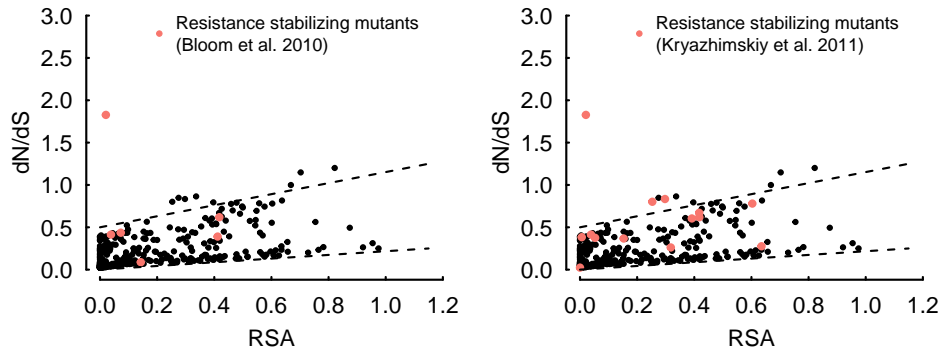 3.0
2.5
2.0
1.5
1.0
0.5
0.0
dN/dS
Resistance stabilizing mutants
(Bloom et al. 2010)
0.0 0.2 0.4 0.6 0.8 1.0 1.2
RSA
3.0
2.5
2.0
1.5
1.0
0.5
0.0
dN/dS
Resistance stabilizing mutants
(Kryazhimskiy et al. 2011)
0.0 0.2 0.4 0.6 0.8 1.0 1.2
RSA